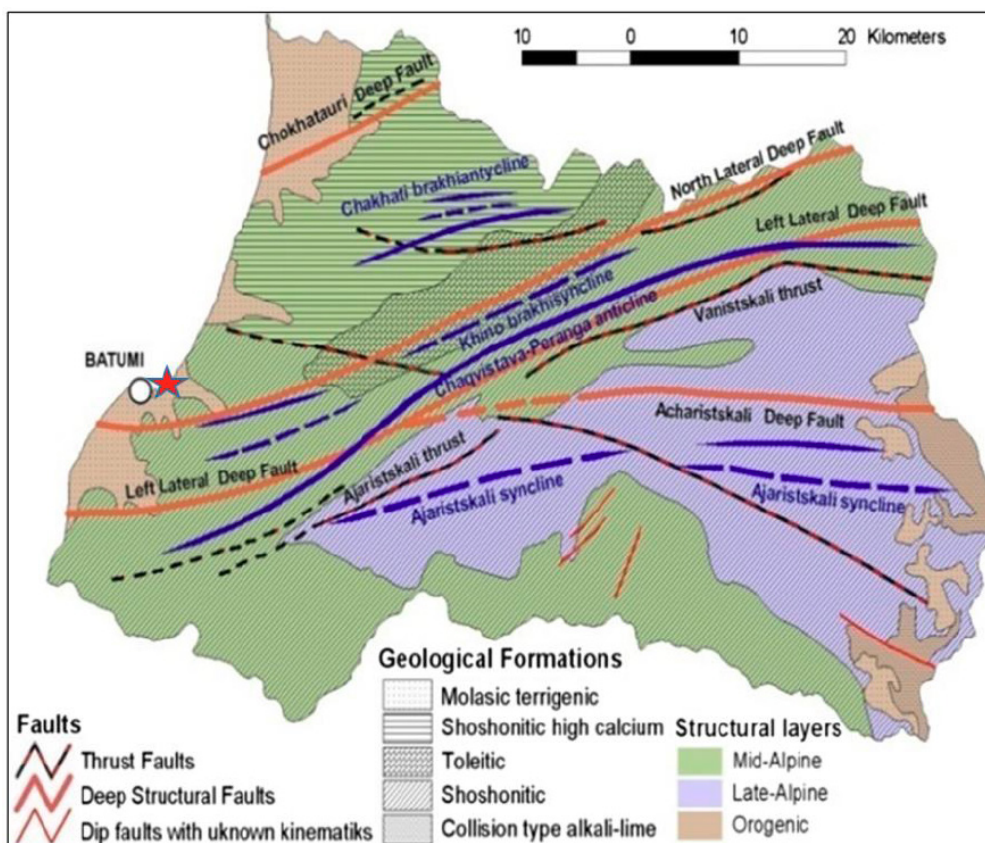 10 0 20 Kilometers
Chokhatauri Deep Fault
Chakhati brakhiantycline
North Lateral Deep Fault
Left Lateral Deep Fault
Khino brakhisyncline
Vanistskali thrust
BATUMI
Chaqvistava-Peranga anticline
Acharistskali Deep Fault
Left Lateral Deep Fault
Ajaristskali thrust
Ajaristskali syncline
Ajaristskali syncline
Geological Formations
Molasic terrigenic
Shoshonitic high calcium
Toleitic
Shoshonitic
Collision type alkali-lime
Faults
Thrust Faults
Deep Structural Faults
Dip faults with uknown kinematiks
Structural layers
Mid-Alpine
Late-Alpine
Orogenic